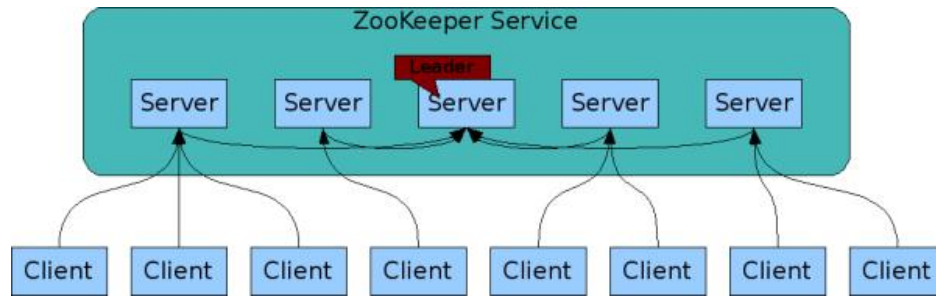 ZooKeeper Service
Leader
Server Server Server Server Server
Client Client Client Client Client Client Client Client